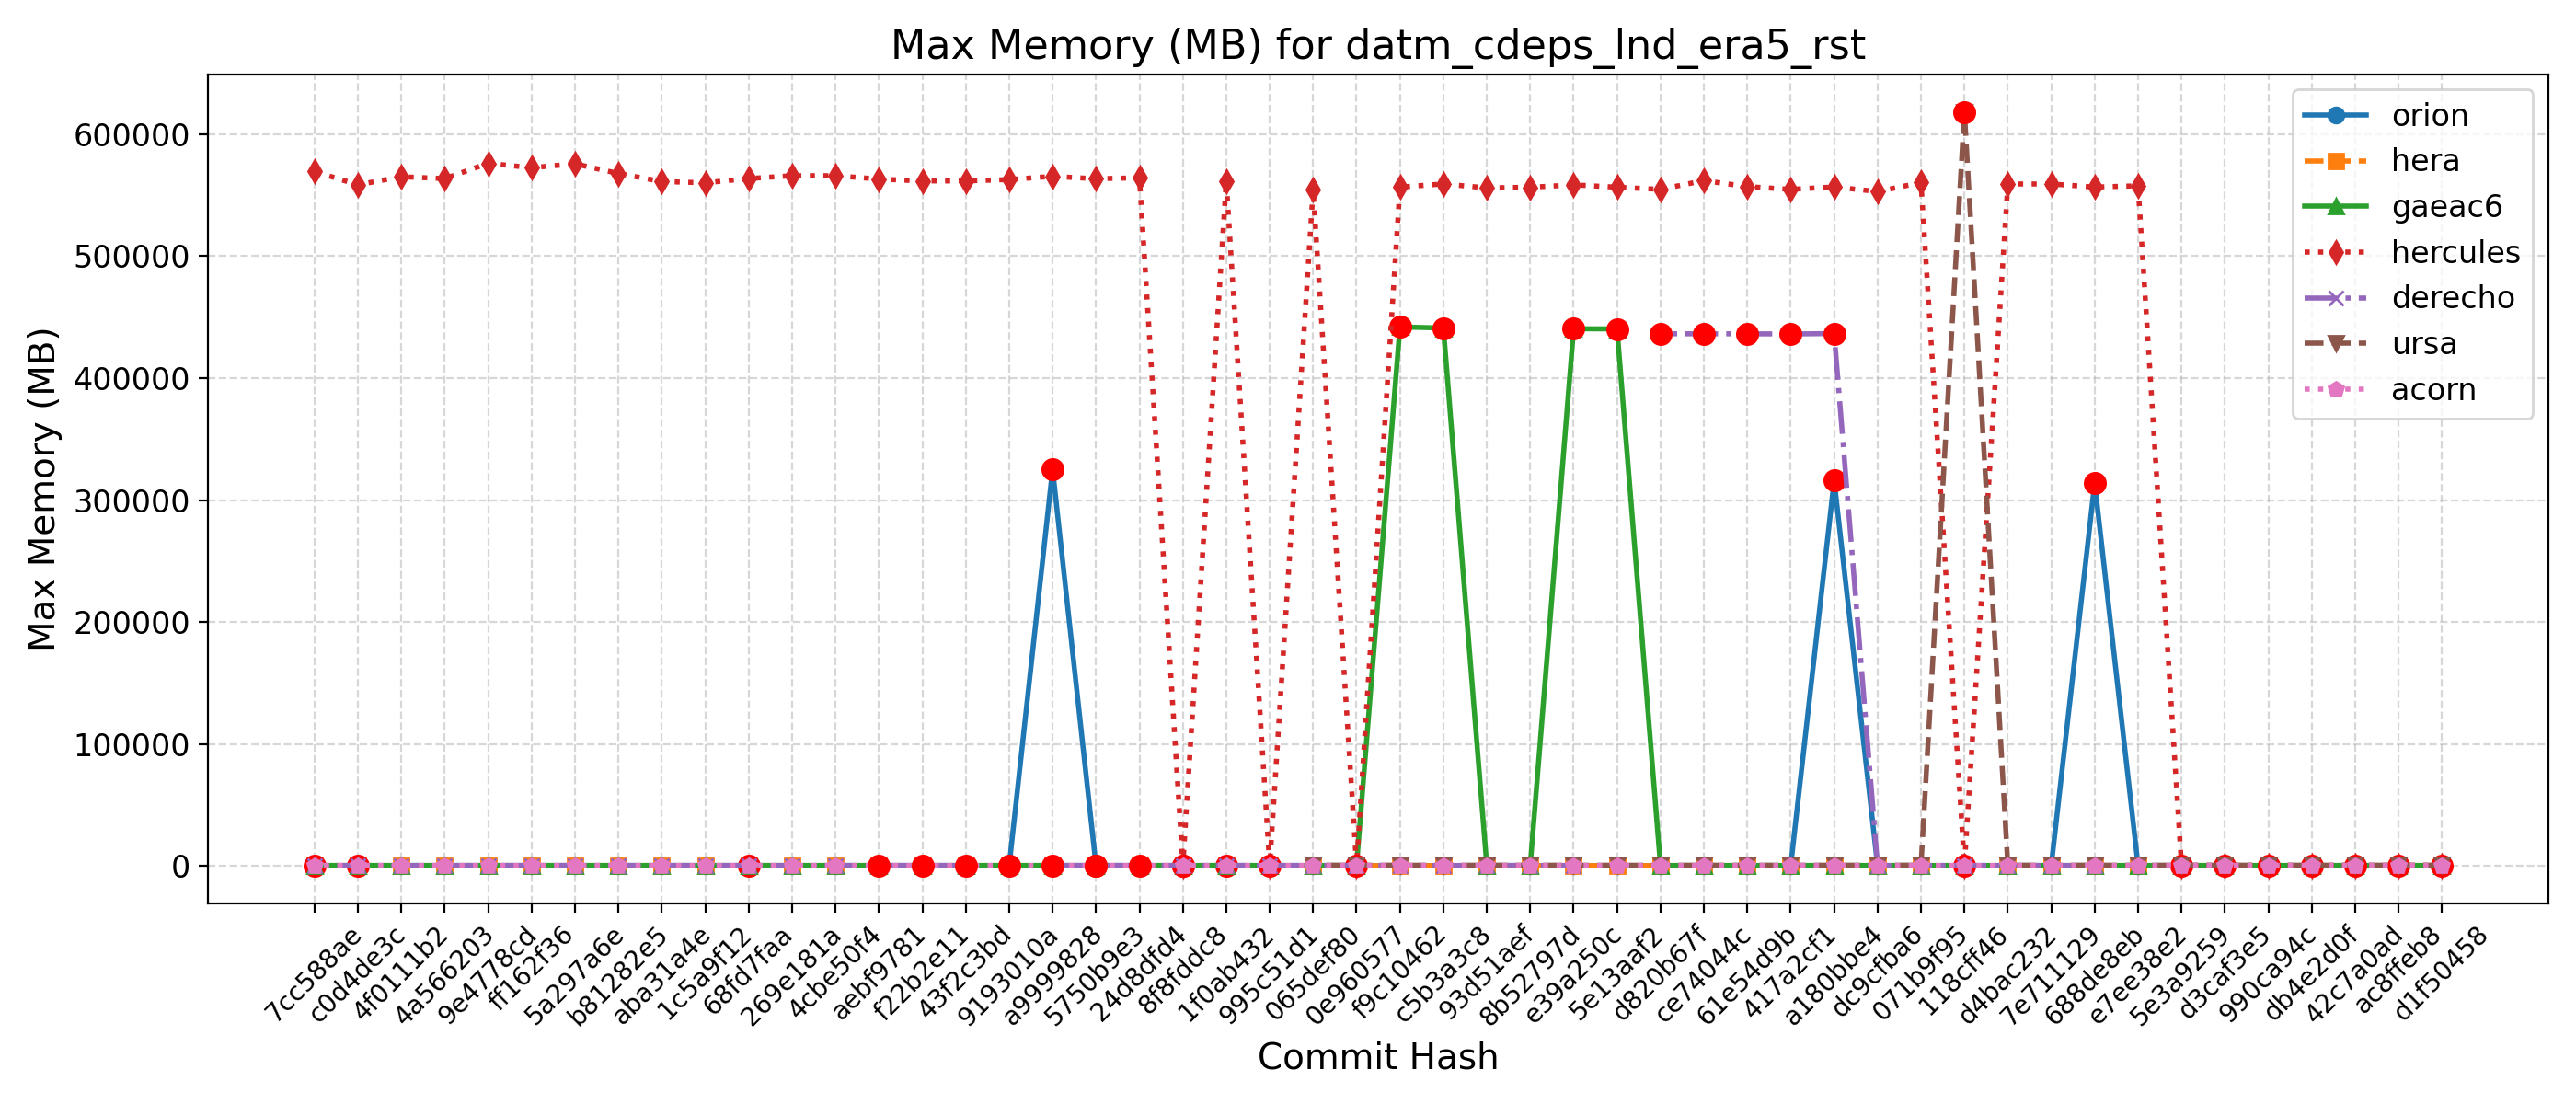 Max Memory (MB) for datm_cdeps_lnd_era5_rst
Max Memory (MB)
600000
500000
400000
300000
200000
100000
0
orion
hera
gaeac6
hercules
derecho
ursa
acorn
7cc588ae
c0d4de3c
4f0111b2
4a566203
9e4778cd
ff162f36
5a297a6e
b81282e5
aba31a4e
1c5a9f12
68fd7faa
269e181a
4cbe50f4
aebf9781
f22b2e11
43f2c3bd
9193010a
a9999828
5750b9e3
24d8dfd4
8f8fddc8
1f0ab432
995c51d1
065def80
0e960577
f9c10462
c5b3a3c8
93d51aef
8b52797d
e39a250c
5e13aaf2
d820b67f
ce74044c
61e54d9b
417a2cf1
a180bbe4
dc9cfba6
071b9f95
118cff46
d4bac232
7e711129
688de8eb
e7ee38e2
5e3a9259
d3caf3e5
990ca94c
db4e2d0f
42c7a0ad
ac8ffeb8
d1f50458
Commit Hash